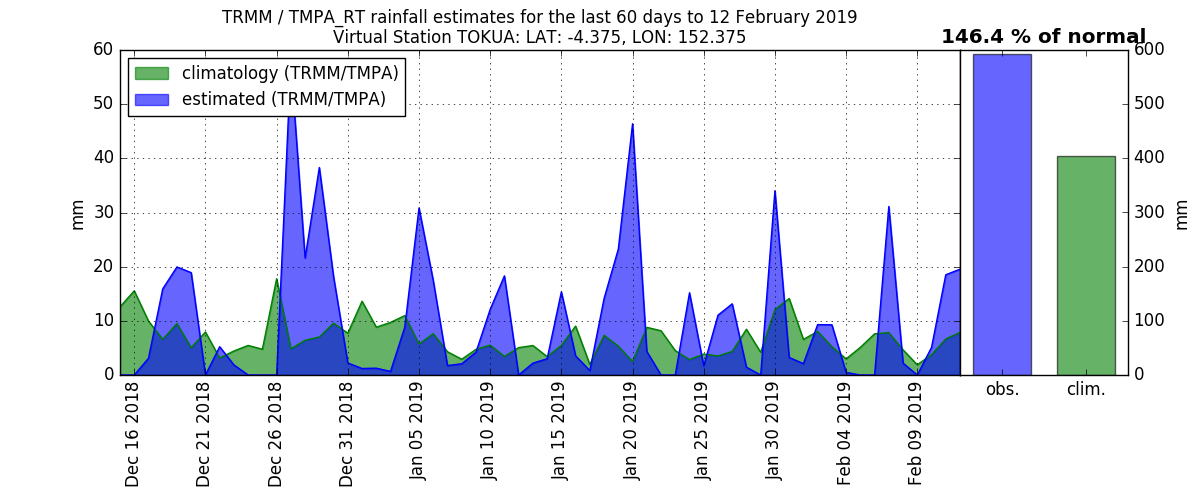 TRMM / TMPA_RT rainfall estimates for the last 60 days to 12 February 2019
Virtual Station TOKUA: LAT: -4.375, LON: 152.375
146.4 % of normal
climatology (TRMM/TMPA)
estimated (TRMM/TMPA)
60
50
40
30
20
10
0
mm
Dec 16 2018
Dec 21 2018
Dec 26 2018
Dec 31 2018
Jan 05 2019
Jan 10 2019
Jan 15 2019
Jan 20 2019
Jan 25 2019
Jan 30 2019
Feb 04 2019
Feb 09 2019
obs.
clim.
600
500
400
300
200
100
0
mm